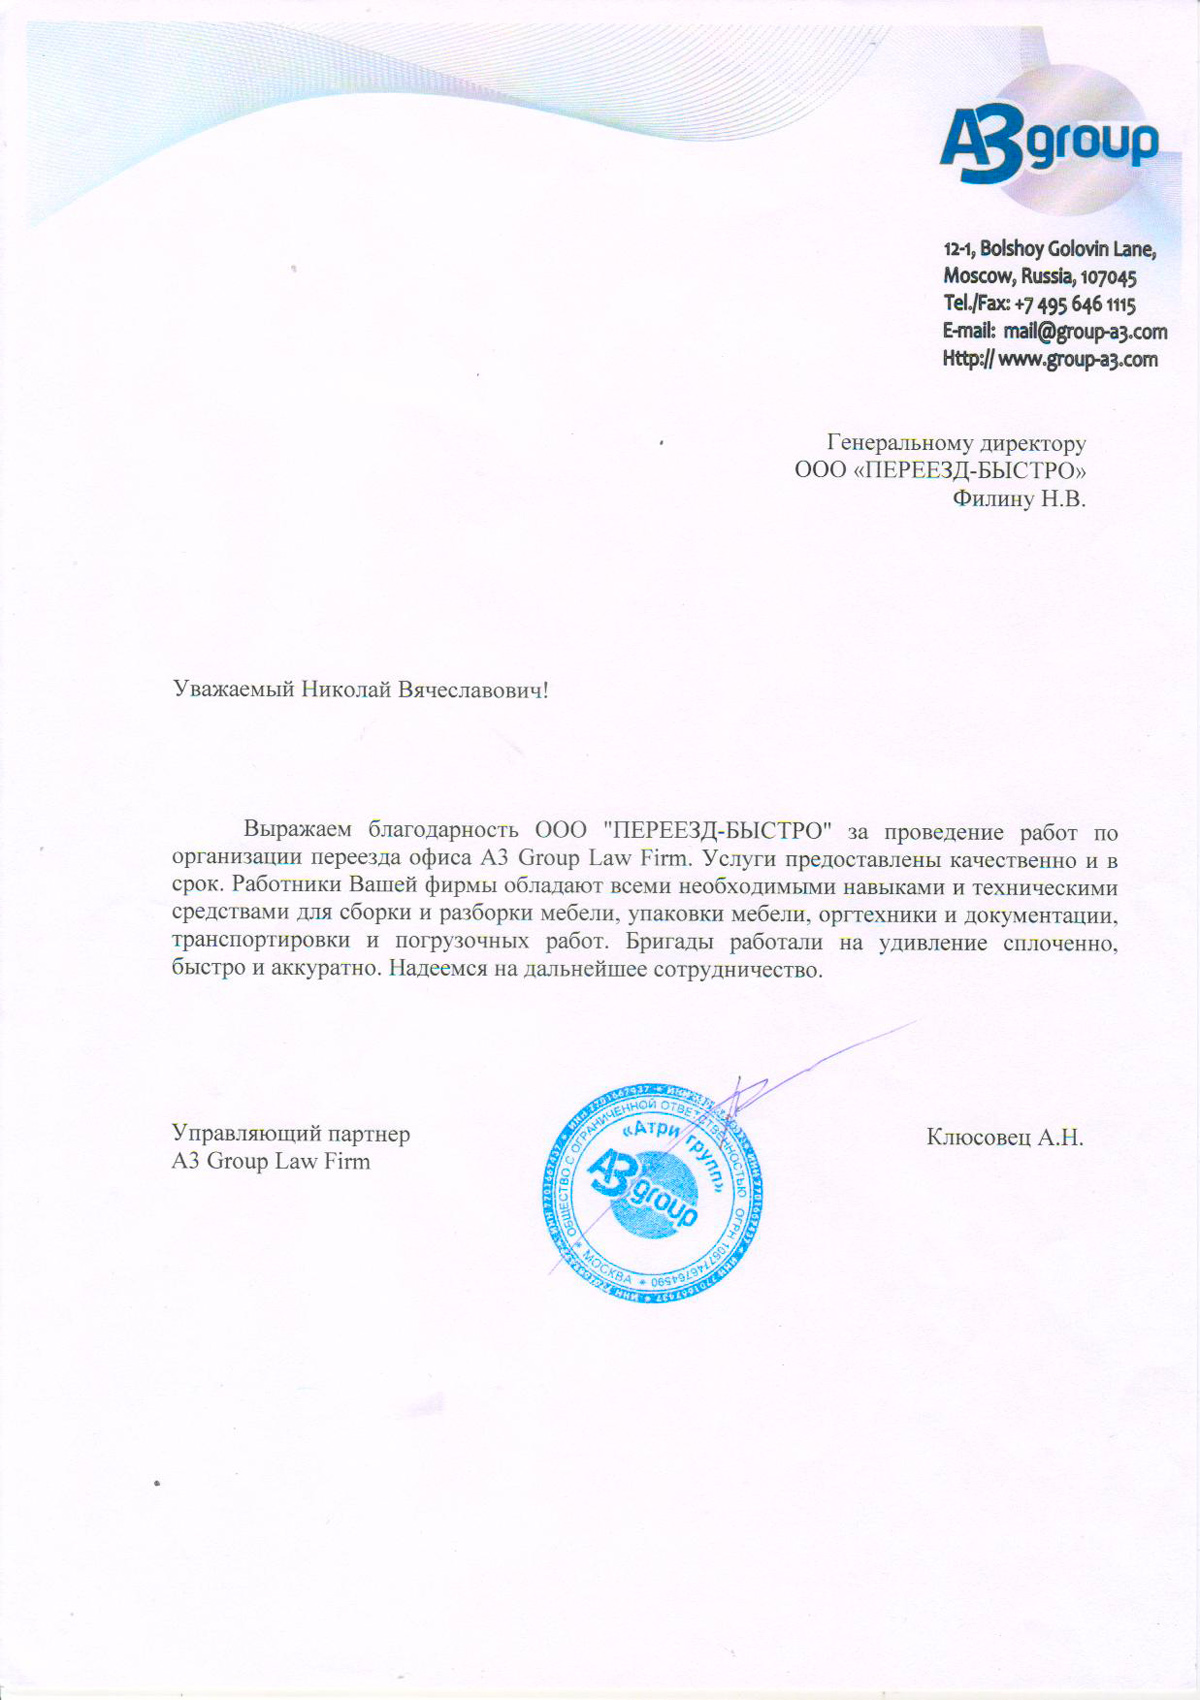 A3group
12-1, Bolshoy Golovin Lane,
Moscow, Russia, 107045
Tel./Fax: +7 495 646 1115
E-mail: mail@group-a3.com
Http:// www.group-a3.com
Генеральному директору
ООО «ПЕРЕЕЗД-БЫСТРО»
Филину Н.В.
Уважаемый Николай Вячеславович!
Выражаем благодарность ООО "ПЕРЕЕЗД-БЫСТРО" за проведение работ по
организации переезда офиса A3 Group Law Firm. Услуги предоставлены качественно и в
срок. Работники Вашей фирмы обладают всеми необходимыми навыками и техническими
средствами для сборки и разборки мебели, упаковки мебели, оргтехники и документации,
транспортировки и погрузочных работ. Бригады работали на удивление сплоченно,
быстро и аккуратно. Надеемся на дальнейшее сотрудничество.
Управляющий партнер
A3 Group Law Firm
Клюсовец А.Н.
ИНН 7701667437
ОБЩЕСТВО С ОГРАНИЧЕННОЙ ОТВЕТСТВЕННОСТЬЮ ОГРН 1067746764590
МОСКВА
«Атри групп»
A3group